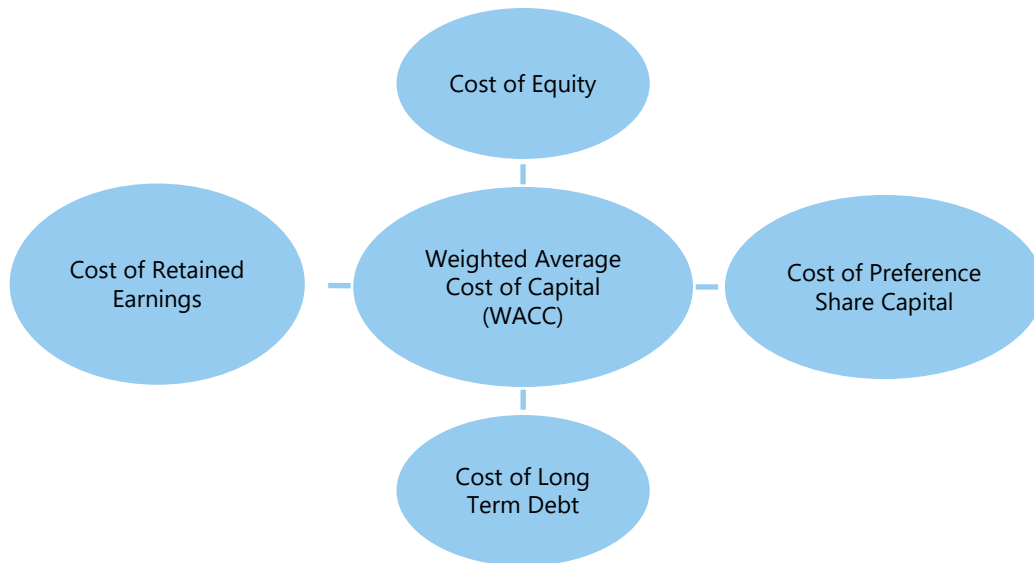 Cost of Equity
Cost of Retained
Earnings
Weighted Average
Cost of Capital
(WACC)
Cost of Preference
Share Capital
Cost of Long
Term Debt